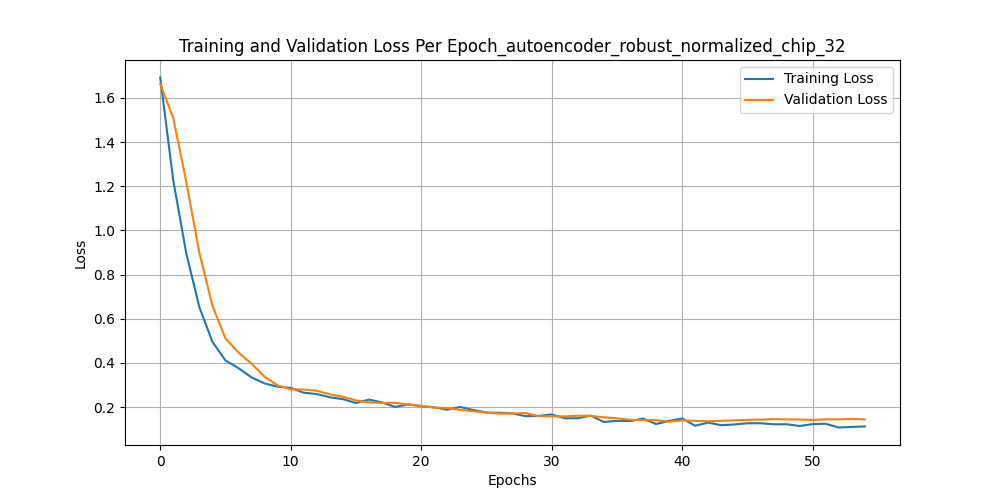 Training and Validation Loss Per Epoch_autoencoder_robust_normalized_chip_32
Training Loss
Validation Loss
Loss
1.6
1.4
1.2
1.0
0.8
0.6
0.4
0.2
0 10 20 30 40 50
Epochs